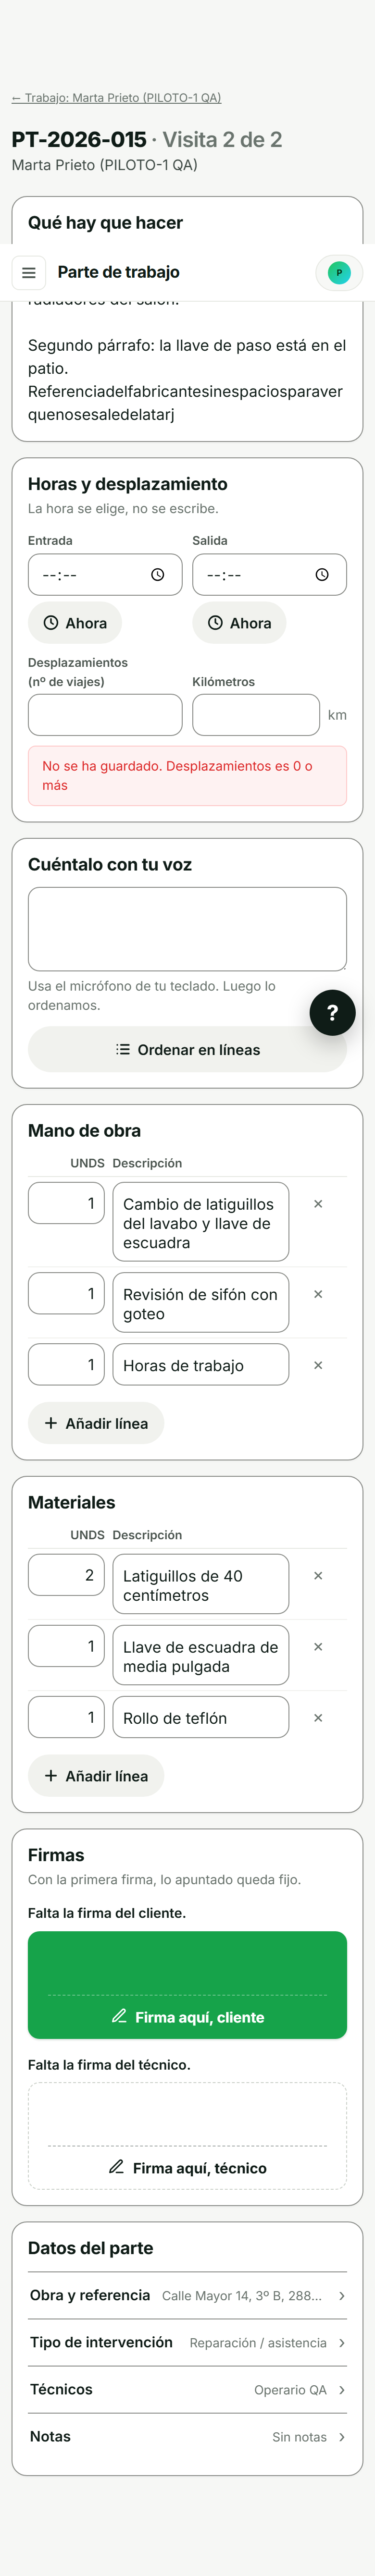 ← Trabajo: Marta Prieto (PILOTO-1 QA)
PT-2026-015 · Visita 2 de 2
Marta Prieto (PILOTO-1 QA)
Qué hay que hacer
Parte de trabajo
P
radiadores del salón.
Segundo párrafo: la llave de paso está en el
patio.
Referenciadelfabricantesinespaciosparaver
quenosesaledelatarj
Horas y desplazamiento
La hora se elige, no se escribe.
Entrada
Salida
--:--
--:--
Ahora
Ahora
Desplazamientos
(nº de viajes)
Kilómetros
km
No se ha guardado. Desplazamientos es 0 o
más
Cuéntalo con tu voz
Usa el micrófono de tu teclado. Luego lo
ordenamos.
?
Ordenar en líneas
Mano de obra
UNDS Descripción
1
Cambio de latiguillos
del lavabo y llave de
escuadra
×
1
Revisión de sifón con
goteo
×
1
Horas de trabajo
×
+ Añadir línea
Materiales
UNDS Descripción
2
Latiguillos de 40
centímetros
×
1
Llave de escuadra de
media pulgada
×
1
Rollo de teflón
×
+ Añadir línea
Firmas
Con la primera firma, lo apuntado queda fijo.
Falta la firma del cliente.
Firma aquí, cliente
Falta la firma del técnico.
Firma aquí, técnico
Datos del parte
Obra y referencia Calle Mayor 14, 3º B, 288... ›
Tipo de intervención Reparación / asistencia ›
Técnicos Operario QA ›
Notas Sin notas ›